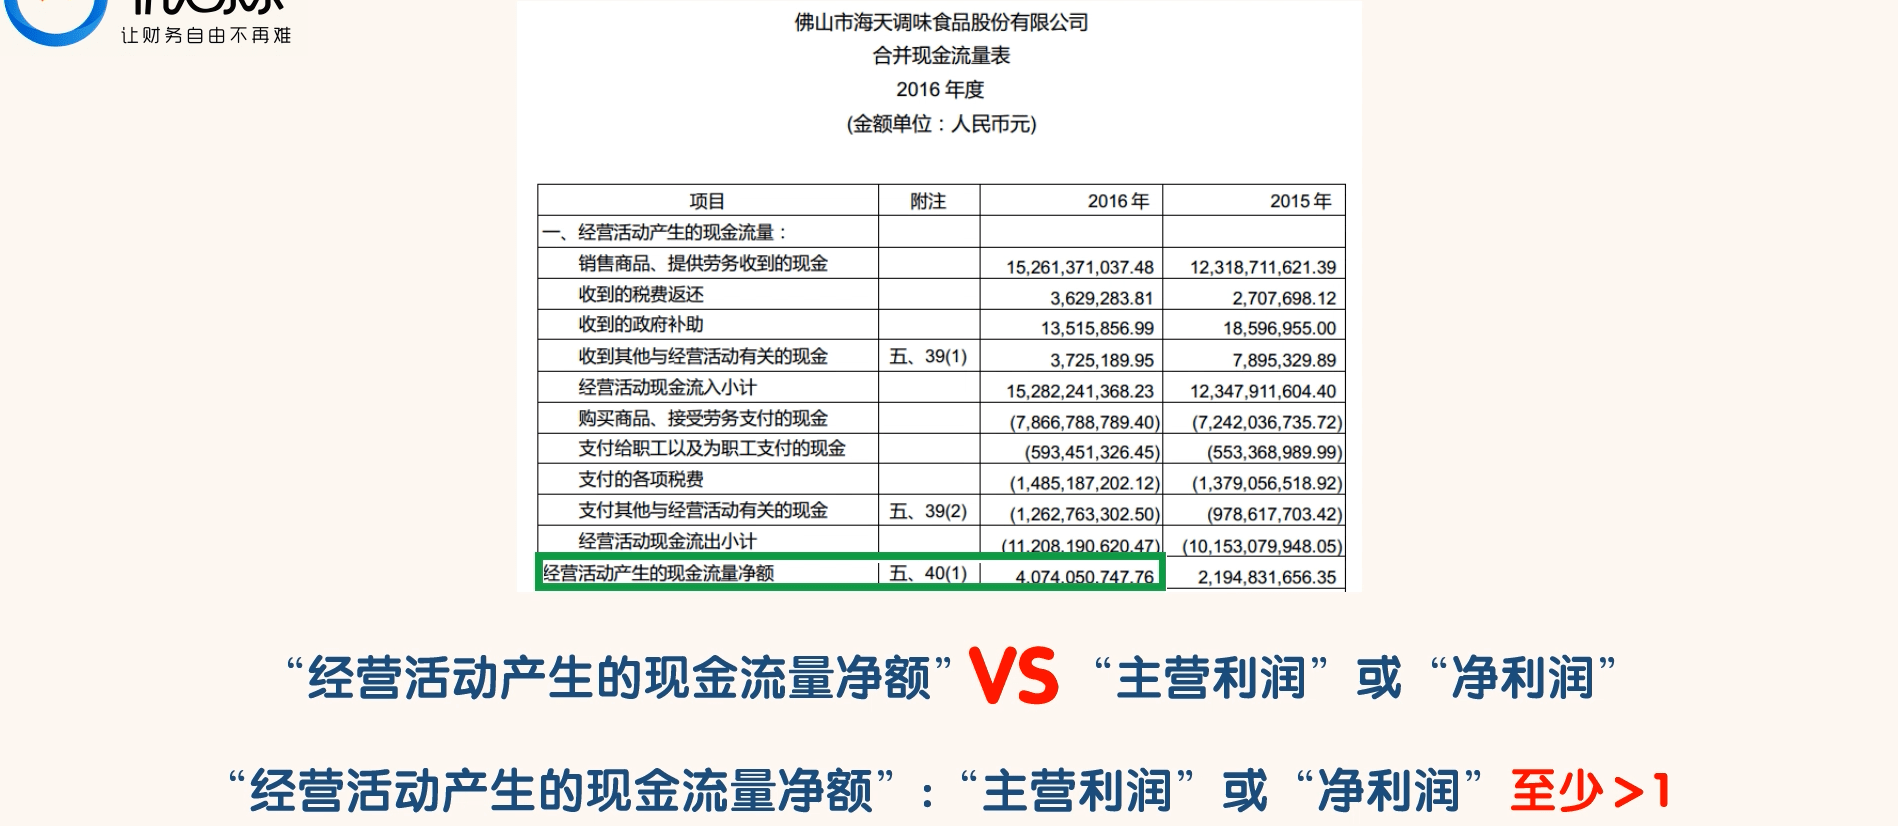 让财务自由不再难
佛山市海天调味食品股份有限公司
合并现金流量表
2016 年度
(金额单位：人民币元)
项目 附注 2016 年 2015 年
一、经营活动产生的现金流量：
销售商品、提供劳务收到的现金 15,261,371,037.48 12,318,711,621.39
收到的税费返还 3,629,283.81 2,707,698.12
收到的政府补助 13,515,856.99 18,596,955.00
收到其他与经营活动有关的现金 五、39(1) 3,725,189.95 7,895,329.89
经营活动现金流入小计 15,282,241,368.23 12,347,911,604.40
购买商品、接受劳务支付的现金 (7,866,788,789.40) (7,242,036,735.72)
支付给职工以及为职工支付的现金 (593,451,326.45) (553,368,989.99)
支付的各项税费 (1,485,187,202.12) (1,379,056,518.92)
支付其他与经营活动有关的现金 五、39(2) (1,262,763,302.50) (978,617,703.42)
经营活动现金流出小计 (11,208,190,620.47) (10,153,079,948.05)
经营活动产生的现金流量净额 五、40(1) 4,074,050,747.76 2,194,831,656.35
“经营活动产生的现金流量净额” VS “主营利润” 或 “净利润”
“经营活动产生的现金流量净额” : “主营利润” 或 “净利润” 至少 >1